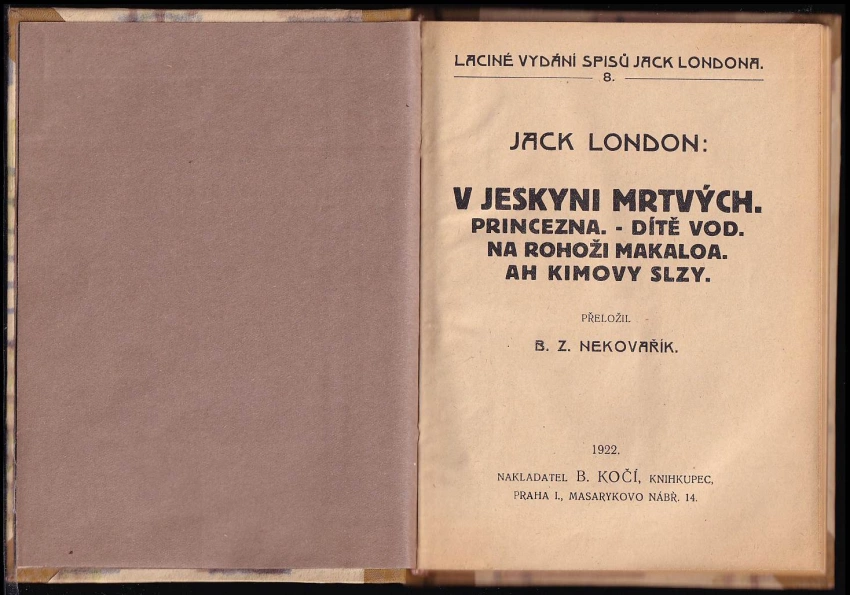 LACINÉ VYDÁNÍ SPISŮ JACK LONDONA.
8.
JACK LONDON:
V JESKYNI MRTVÝCH.
PRINCEZNA. - DÍTĚ VOD.
NA ROHOŽI MAKALOA.
AH KIMOVY SLZY.
PŘELOŽIL
B. Z. NEKOVAŘÍK.
1922.
NAKLADATEL B. KOČÍ, KNIHKUPEC,
PRAHA I., MASARYKOVO NÁBŘ. 14.